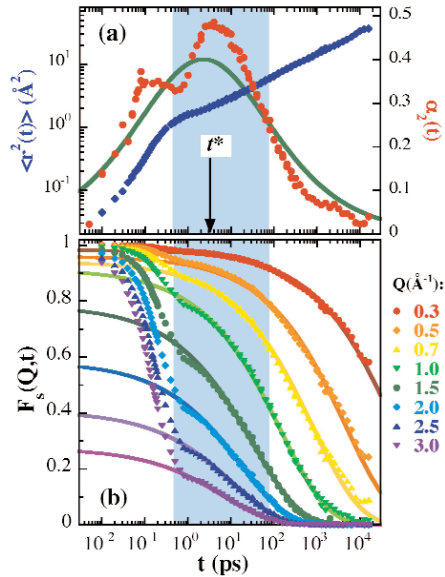 (a)
<r²(t)> (Å²)
10¹
10⁰
10⁻¹
0.5
0.4
0.3
0.2
0.1
0
α₂(t)
t*
1
0.8
0.6
0.4
0.2
0
Fₛ(Q,t)
(b)
Q(Å⁻¹):
0.3
0.5
0.7
1.0
1.5
2.0
2.5
3.0
10⁻² 10⁻¹ 10⁰ 10¹ 10² 10³ 10⁴
t (ps)